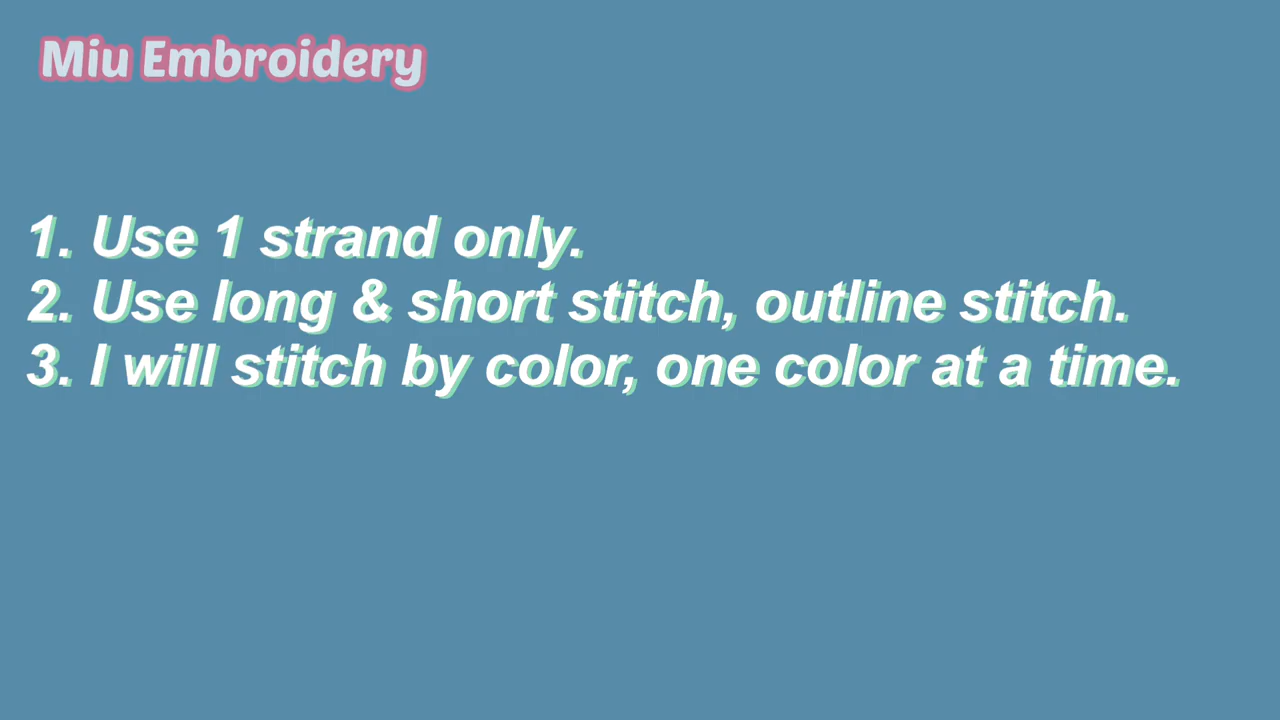 Miu Embroidery
1. Use 1 strand only.
2. Use long & short stitch, outline stitch.
3. I will stitch by color, one color at a time.